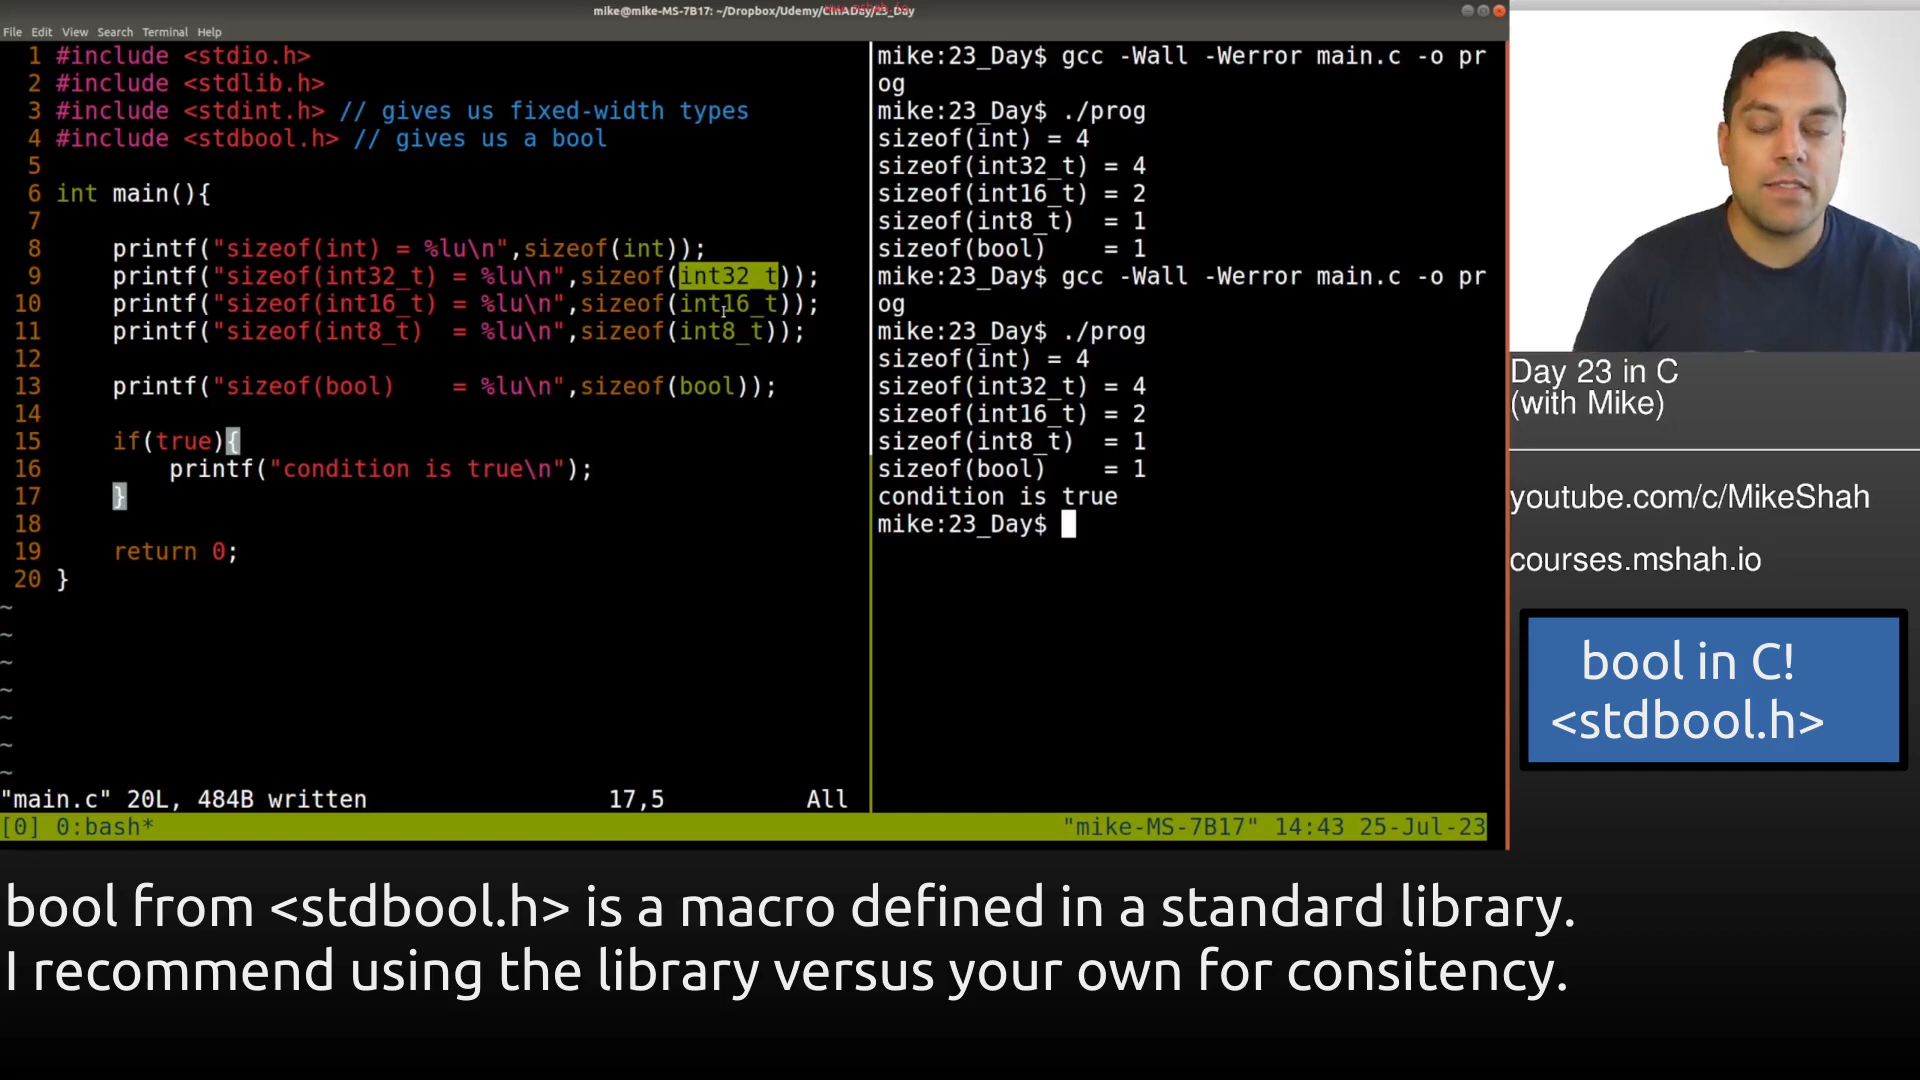 mike@mike-MS-7B17: ~/Dropbox/Udemy/CInADay/23_Day
File Edit View Search Terminal Help
1 #include <stdio.h>
2 #include <stdlib.h>
3 #include <stdint.h> // gives us fixed-width types
4 #include <stdbool.h> // gives us a bool
5
6 int main(){
7
8 printf("sizeof(int) = %lu\n",sizeof(int));
9 printf("sizeof(int32_t) = %lu\n",sizeof(int32_t));
10 printf("sizeof(int16_t) = %lu\n",sizeof(int16_t));
11 printf("sizeof(int8_t)  = %lu\n",sizeof(int8_t));
12
13 printf("sizeof(bool)    = %lu\n",sizeof(bool));
14
15 if(true){
16 printf("condition is true\n");
17 }
18
19 return 0;
20 }
~
~
~
~
~
~
~
"main.c" 20L, 484B written 17,5 All
mike:23_Day$ gcc -Wall -Werror main.c -o pr
og
mike:23_Day$ ./prog
sizeof(int) = 4
sizeof(int32_t) = 4
sizeof(int16_t) = 2
sizeof(int8_t)  = 1
sizeof(bool)    = 1
mike:23_Day$ gcc -Wall -Werror main.c -o pr
og
mike:23_Day$ ./prog
sizeof(int) = 4
sizeof(int32_t) = 4
sizeof(int16_t) = 2
sizeof(int8_t)  = 1
sizeof(bool)    = 1
condition is true
mike:23_Day$
[0] 0:bash* "mike-MS-7B17" 14:43 25-Jul-23
Day 23 in C
(with Mike)
youtube.com/c/MikeShah
courses.mshah.io
bool in C!
<stdbool.h>
bool from <stdbool.h> is a macro defined in a standard library.
I recommend using the library versus your own for consitency.